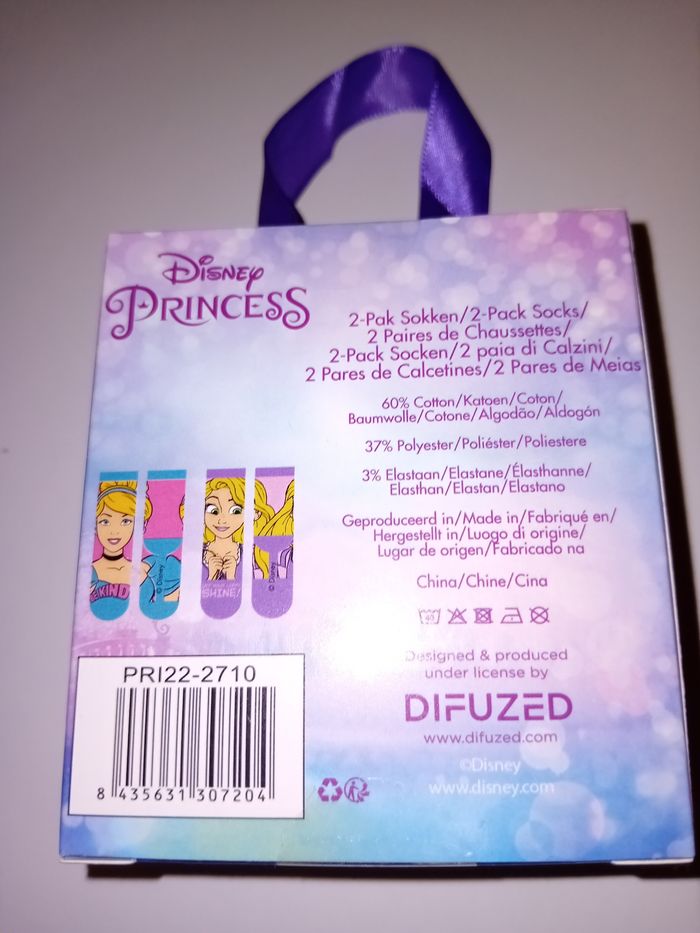 Disney
PRINCESS
2-Pak Sokken/2-Pack Socks/
2 Paires de Chaussettes/
2-Pack Socken/2 paia di Calzini/
2 Pares de Calcetines/2 Pares de Meias
60% Cotton/Katoen/Coton/
Baumwolle/Cotone/Algodão/Aldogón
37% Polyester/Poliéster/Poliestere
3% Elastaan/Elastane/Élasthanne/
Elasthan/Elastan/Elastano
Geproduceerd in/Made in/Fabriqué en/
Hergestellt in/Luogo di origine/
Lugar de origen/Fabricado na
China/Chine/Cina
40
KIND
© Disney
SHINE!
© Disney
Designed & produced
under license by
DIFUZED
www.difuzed.com
©Disney
www.disney.com
PRI22-2710
8 435631 307204